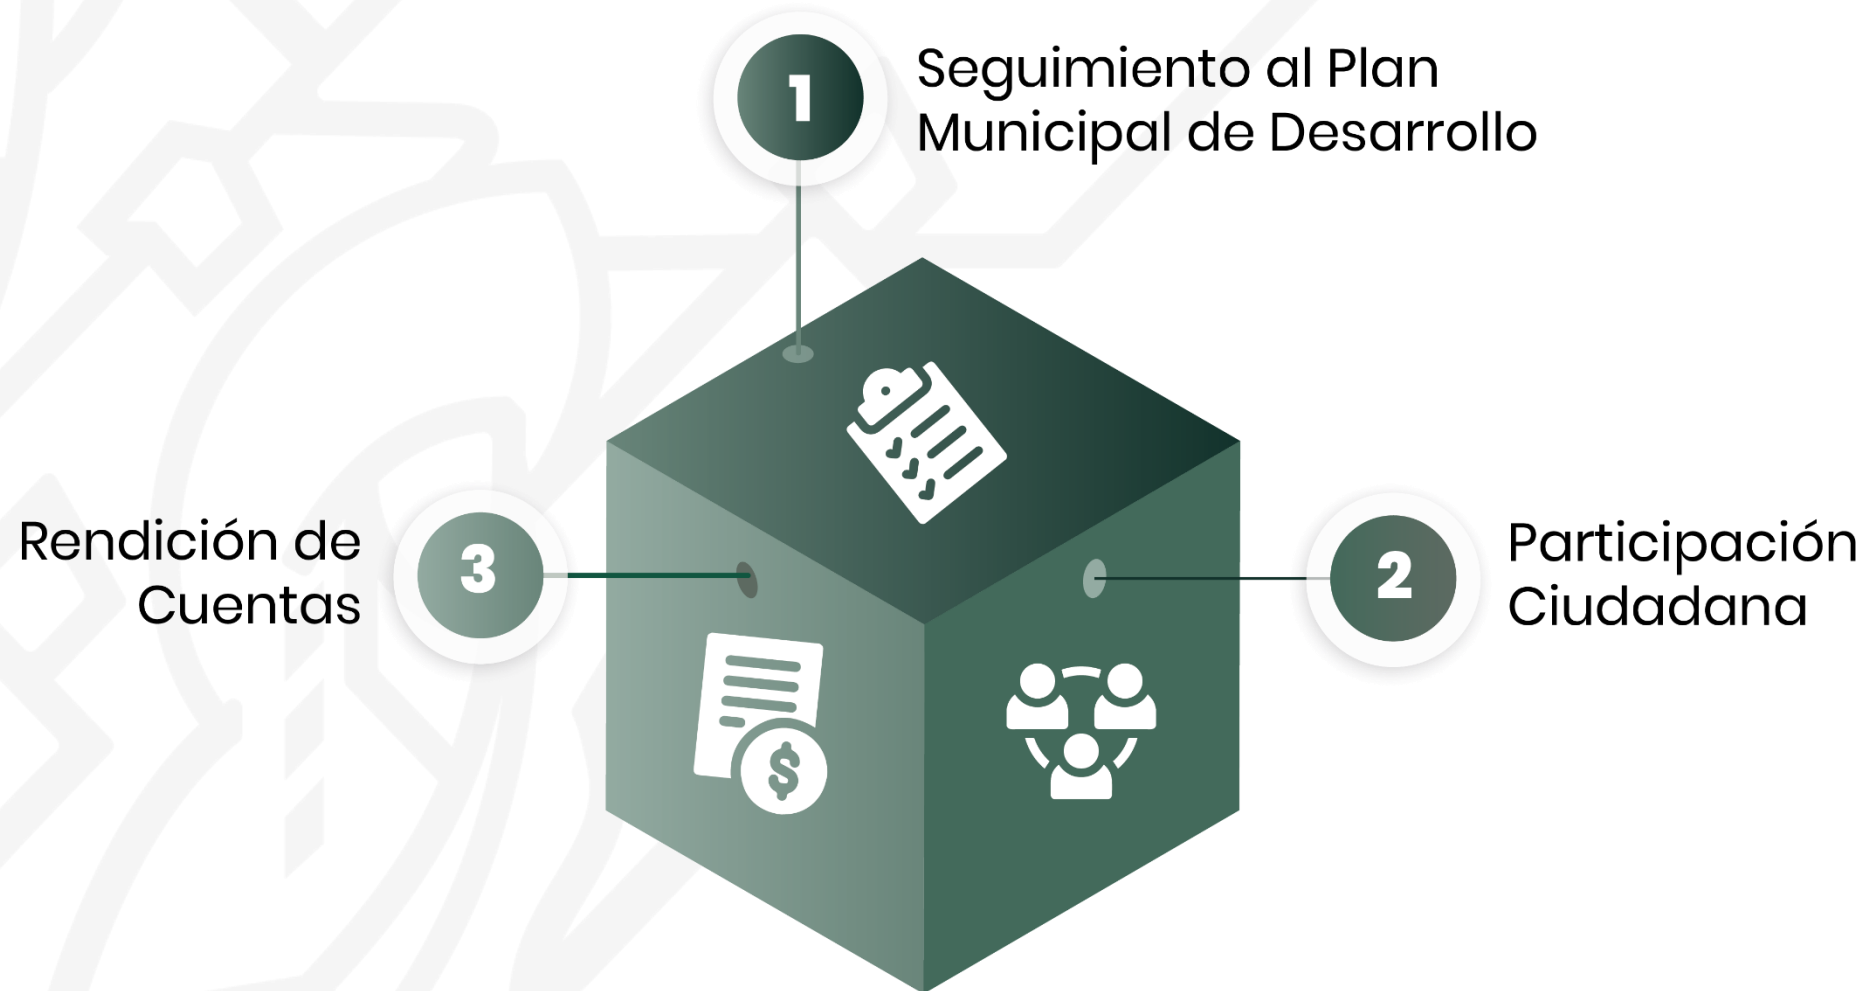 1
Seguimiento al Plan
Municipal de Desarrollo
Rendición de
Cuentas
3
2
Participación
Ciudadana
$